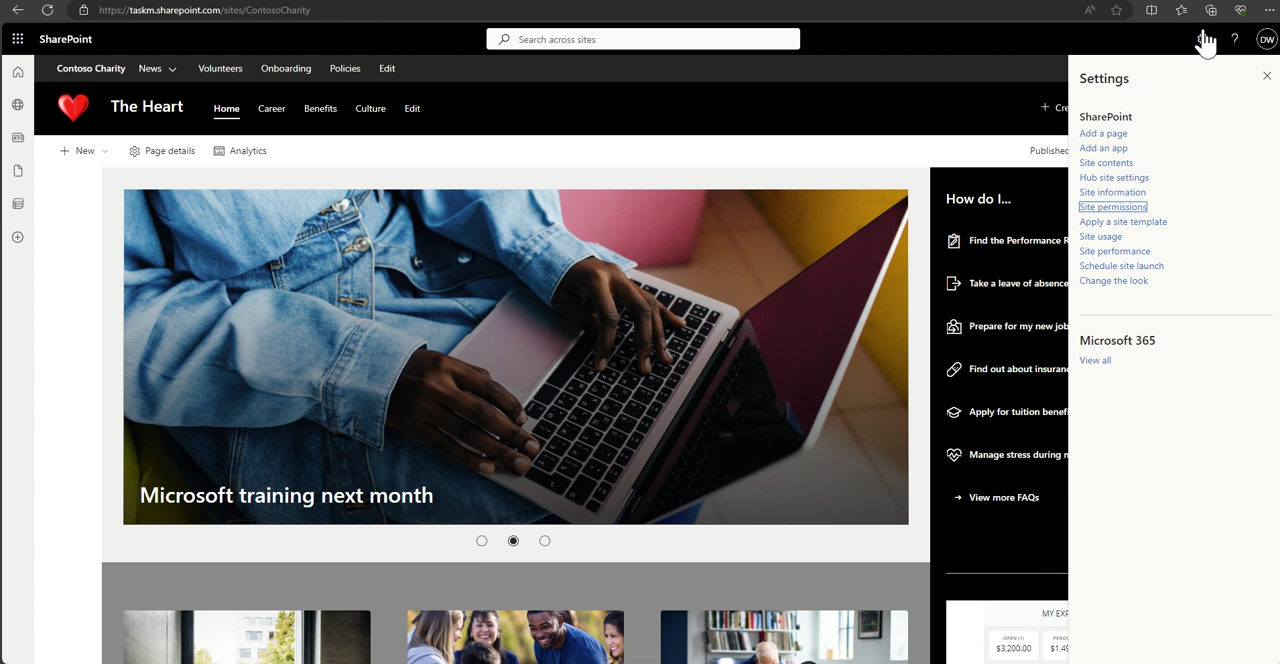 https://taskm.sharepoint.com/sites/ContosoCharity
SharePoint
Search across sites
?
DW
Contoso Charity News Volunteers Onboarding Policies Edit
The Heart Home Career Benefits Culture Edit
+ Cre
+ New Page details Analytics
Published
Microsoft training next month
How do I...
Find the Performance R
Take a leave of absence
Prepare for my new job
Find out about insuran
Apply for tuition benefi
Manage stress during n
→ View more FAQs
MY EXP
OPEN (1)
$3,200.00
PEND
$1,49
Settings
SharePoint
Add a page
Add an app
Site contents
Hub site settings
Site information
Site permissions
Apply a site template
Site usage
Site performance
Schedule site launch
Change the look
Microsoft 365
View all